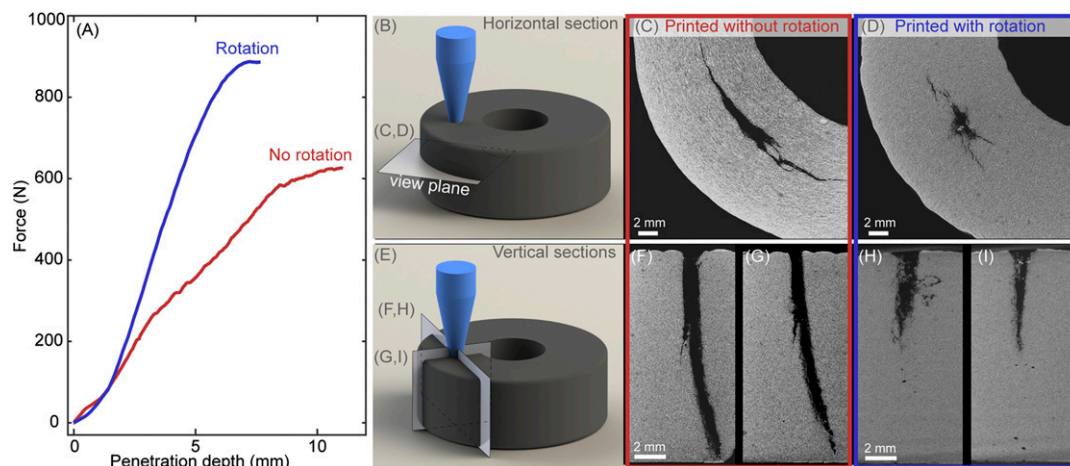 (A)
1000
800
600
400
200
0
Force (N)
Rotation
No rotation
0
5
10
Penetration depth (mm)
(B)
Horizontal section
(C,D)
view plane
(C) Printed without rotation
2 mm
(D) Printed with rotation
2 mm
(E)
Vertical sections
(F,H)
(G,I)
(F)
2 mm
(G)
(H)
2 mm
(I)